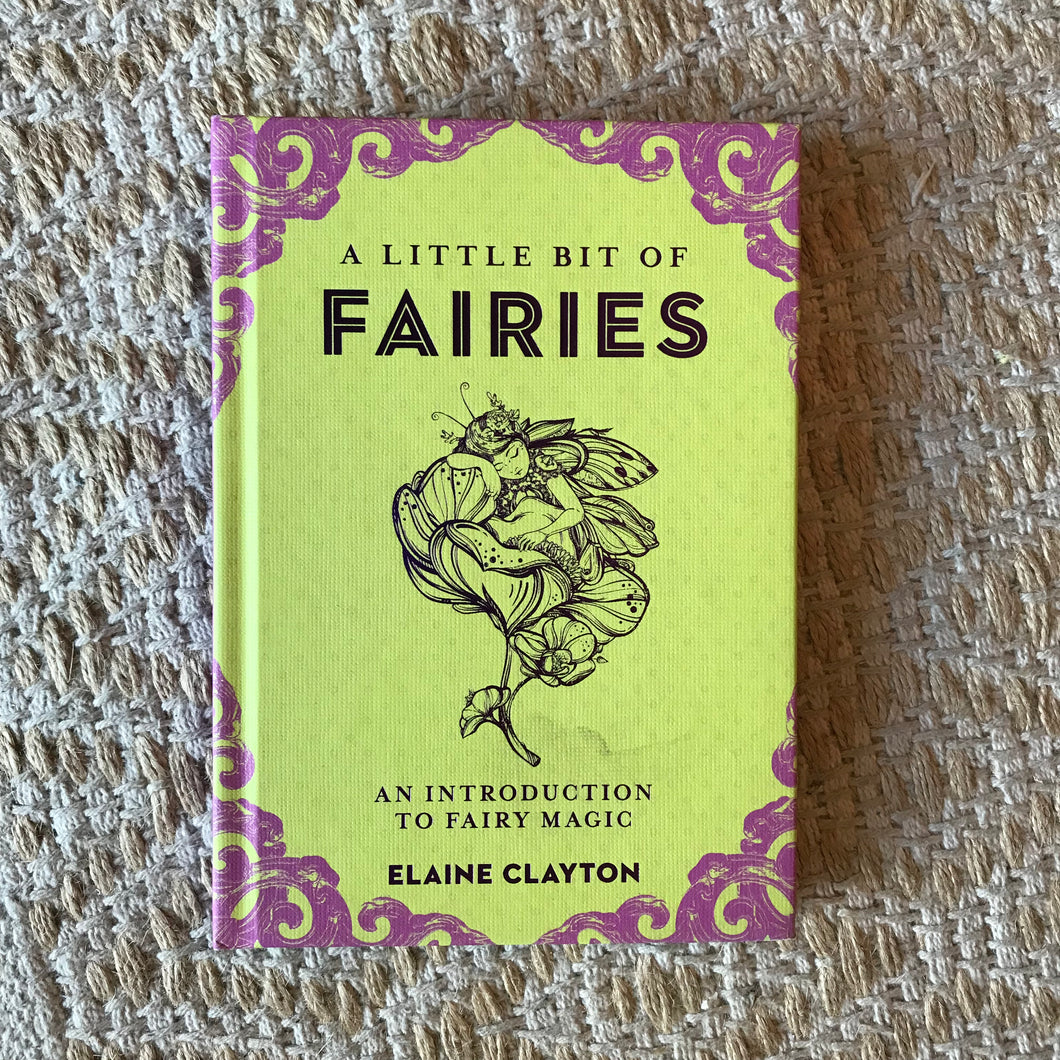 A LITTLE BIT OF
FAIRIES
AN INTRODUCTION
TO FAIRY MAGIC
ELAINE CLAYTON